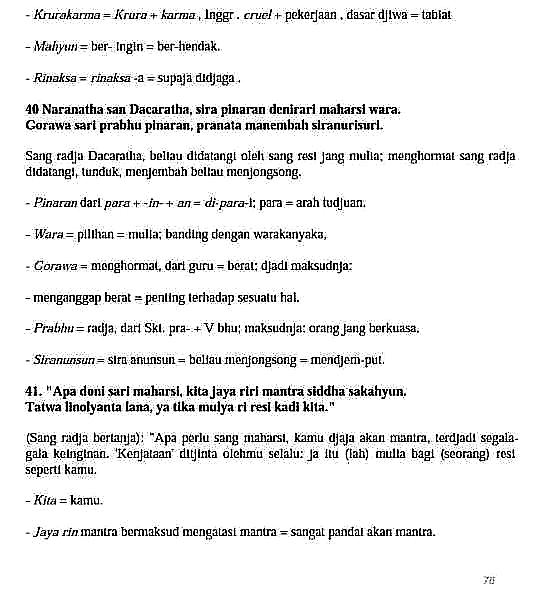 - Krurakarma = Krura + karma , Inggr . cruel + pekerjaan , dasar djiwa = tabiat
- Mahyun = ber- ingin = ber-hendak.
- Rinaksa = rinaksa -a = supaja didjaga .
40 Naranatha san Dacaratha, sira pinaran denirari maharsi wara.
Gorawa sari prabhu pinaran, pranata manembah siranurisuri.
Sang radja Dacaratha, beliau didatangi oleh sang resi jang mulia; menghormat sang radja
didatangi, tunduk, menjembah beliau menjongsong.
- Pinaran dari para + -in- + an = di-para-i; para = arah tudjuan.
- Wara = pilihan = mulia; banding dengan warakanyaka,
- Gorawa = menghormat, dari guru = berat; djadi maksudnja:
- menganggap berat = penting terhadap sesuatu hal.
- Prabhu = radja, dari Skt. pra- + V bhu; maksudnja: orang jang berkuasa.
- Siranunsun = sira anunsun = beliau menjongsong = mendjem-put.
41. "Apa doni sari maharsi, kita jaya riri mantra siddha sakahyun.
Tatwa linolyanta lana, ya tika mulya ri resi kadi kita."
(Sang radja bertanja): "Apa perlu sang maharsi, kamu djaja akan mantra, terdjadi segala-
gala keinginan. 'Kenjataan' ditjinta olehmu selalu: ja itu (lah) mulia bagi (seorang) resi
seperti kamu.
- Kita = kamu.
- Jaya rin mantra bermaksud mengatasi mantra = sangat pandai akan mantra.
76